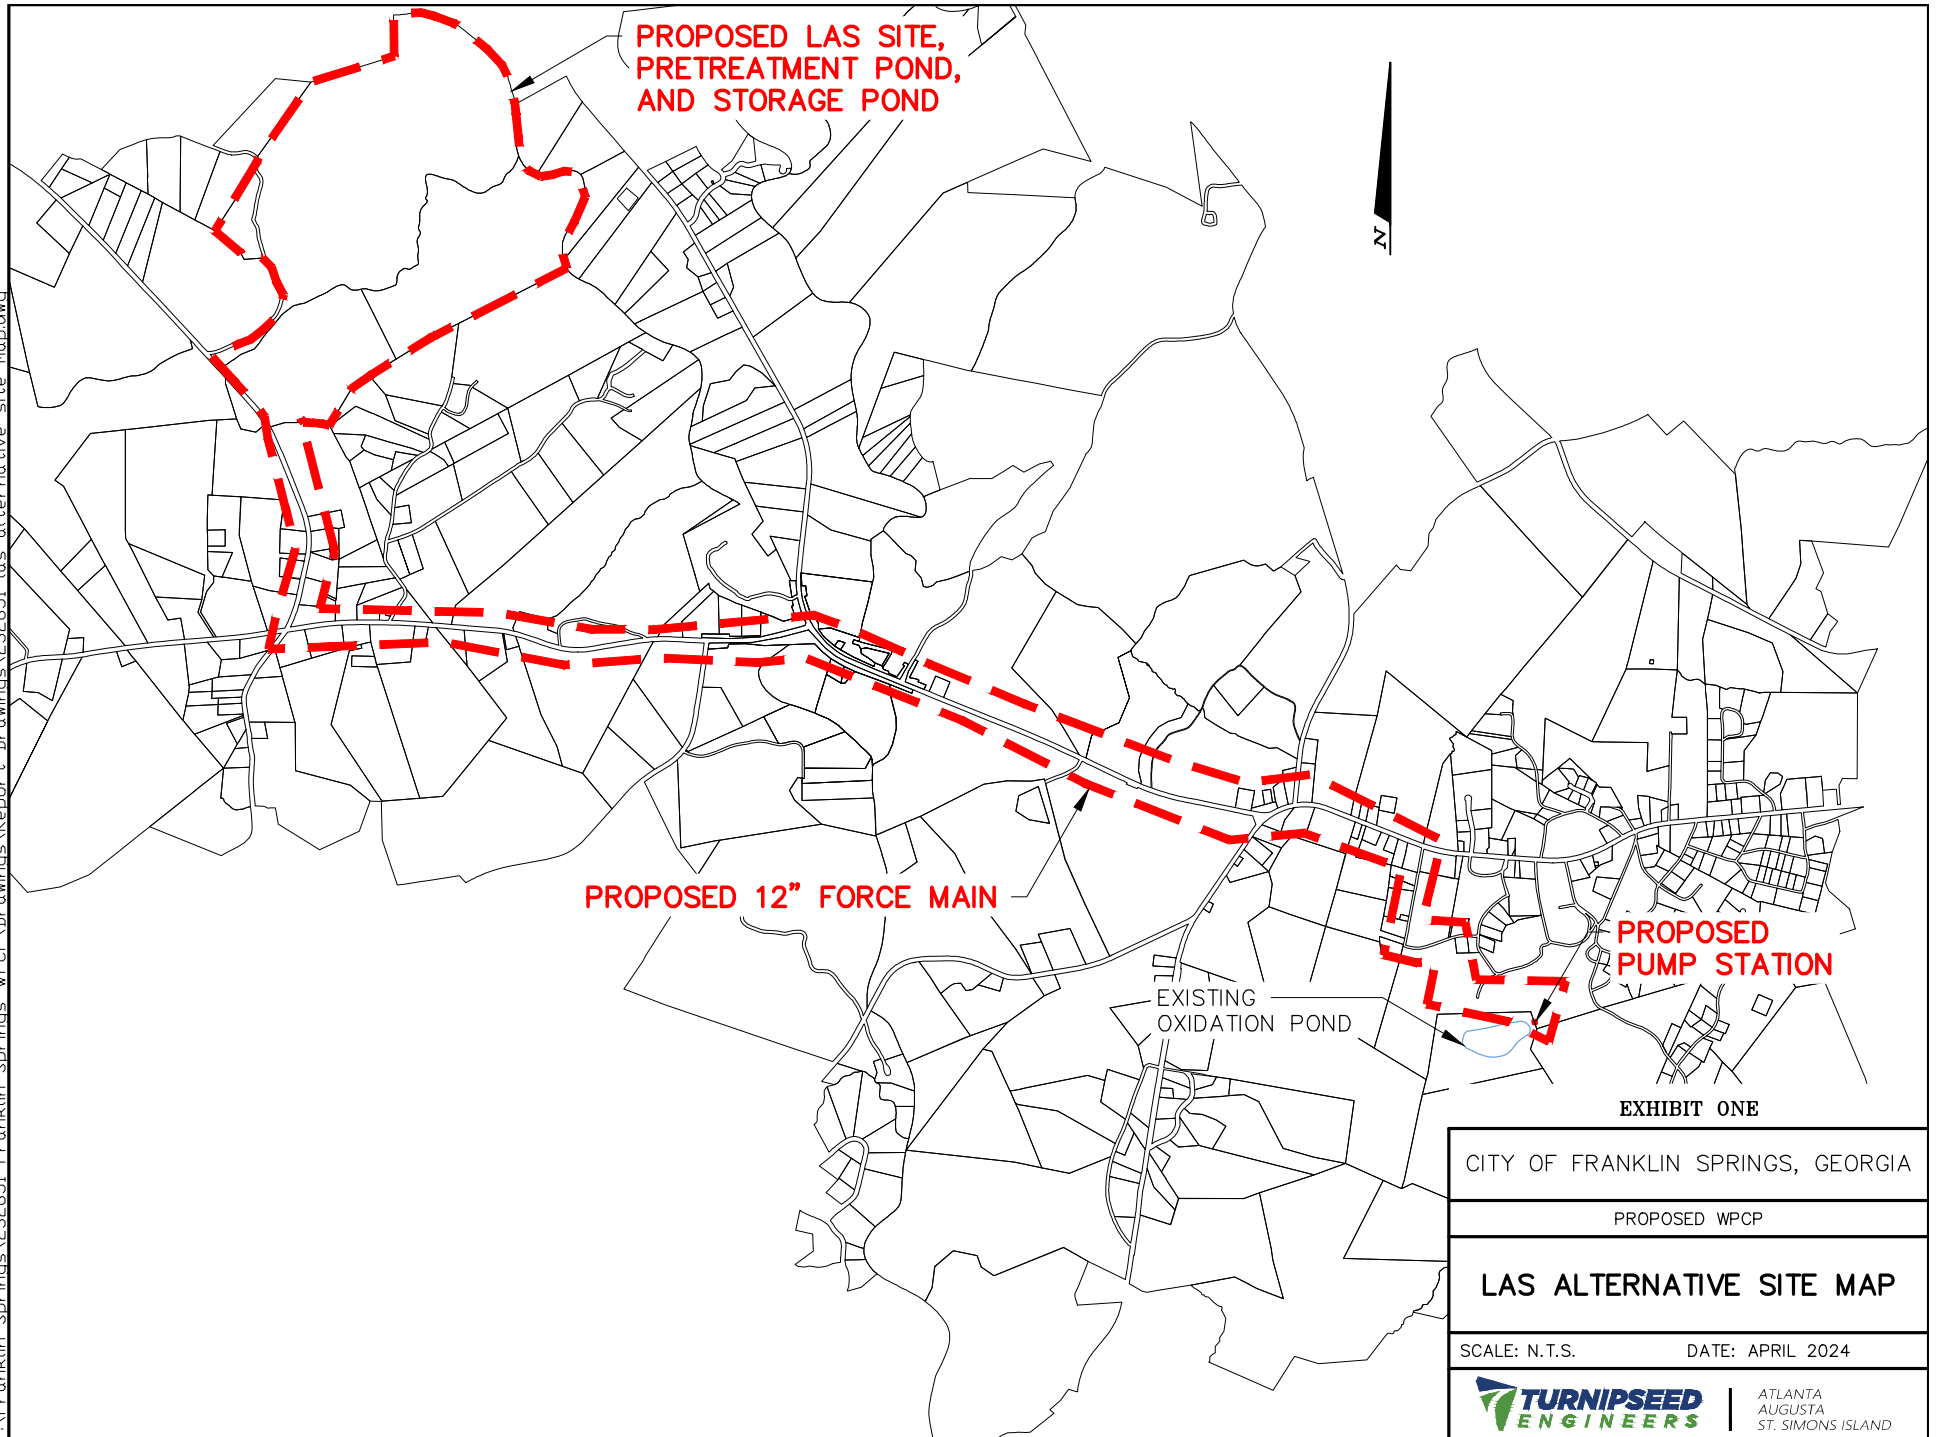 PROPOSED LAS SITE,
PRETREATMENT POND,
AND STORAGE POND
N
PROPOSED 12" FORCE MAIN
PROPOSED
PUMP STATION
EXISTING
OXIDATION POND
EXHIBIT ONE
CITY OF FRANKLIN SPRINGS, GEORGIA
PROPOSED WPCP
LAS ALTERNATIVE SITE MAP
SCALE: N.T.S. DATE: APRIL 2024
TURNIPSEED
ENGINEERS
ATLANTA
AUGUSTA
ST. SIMONS ISLAND